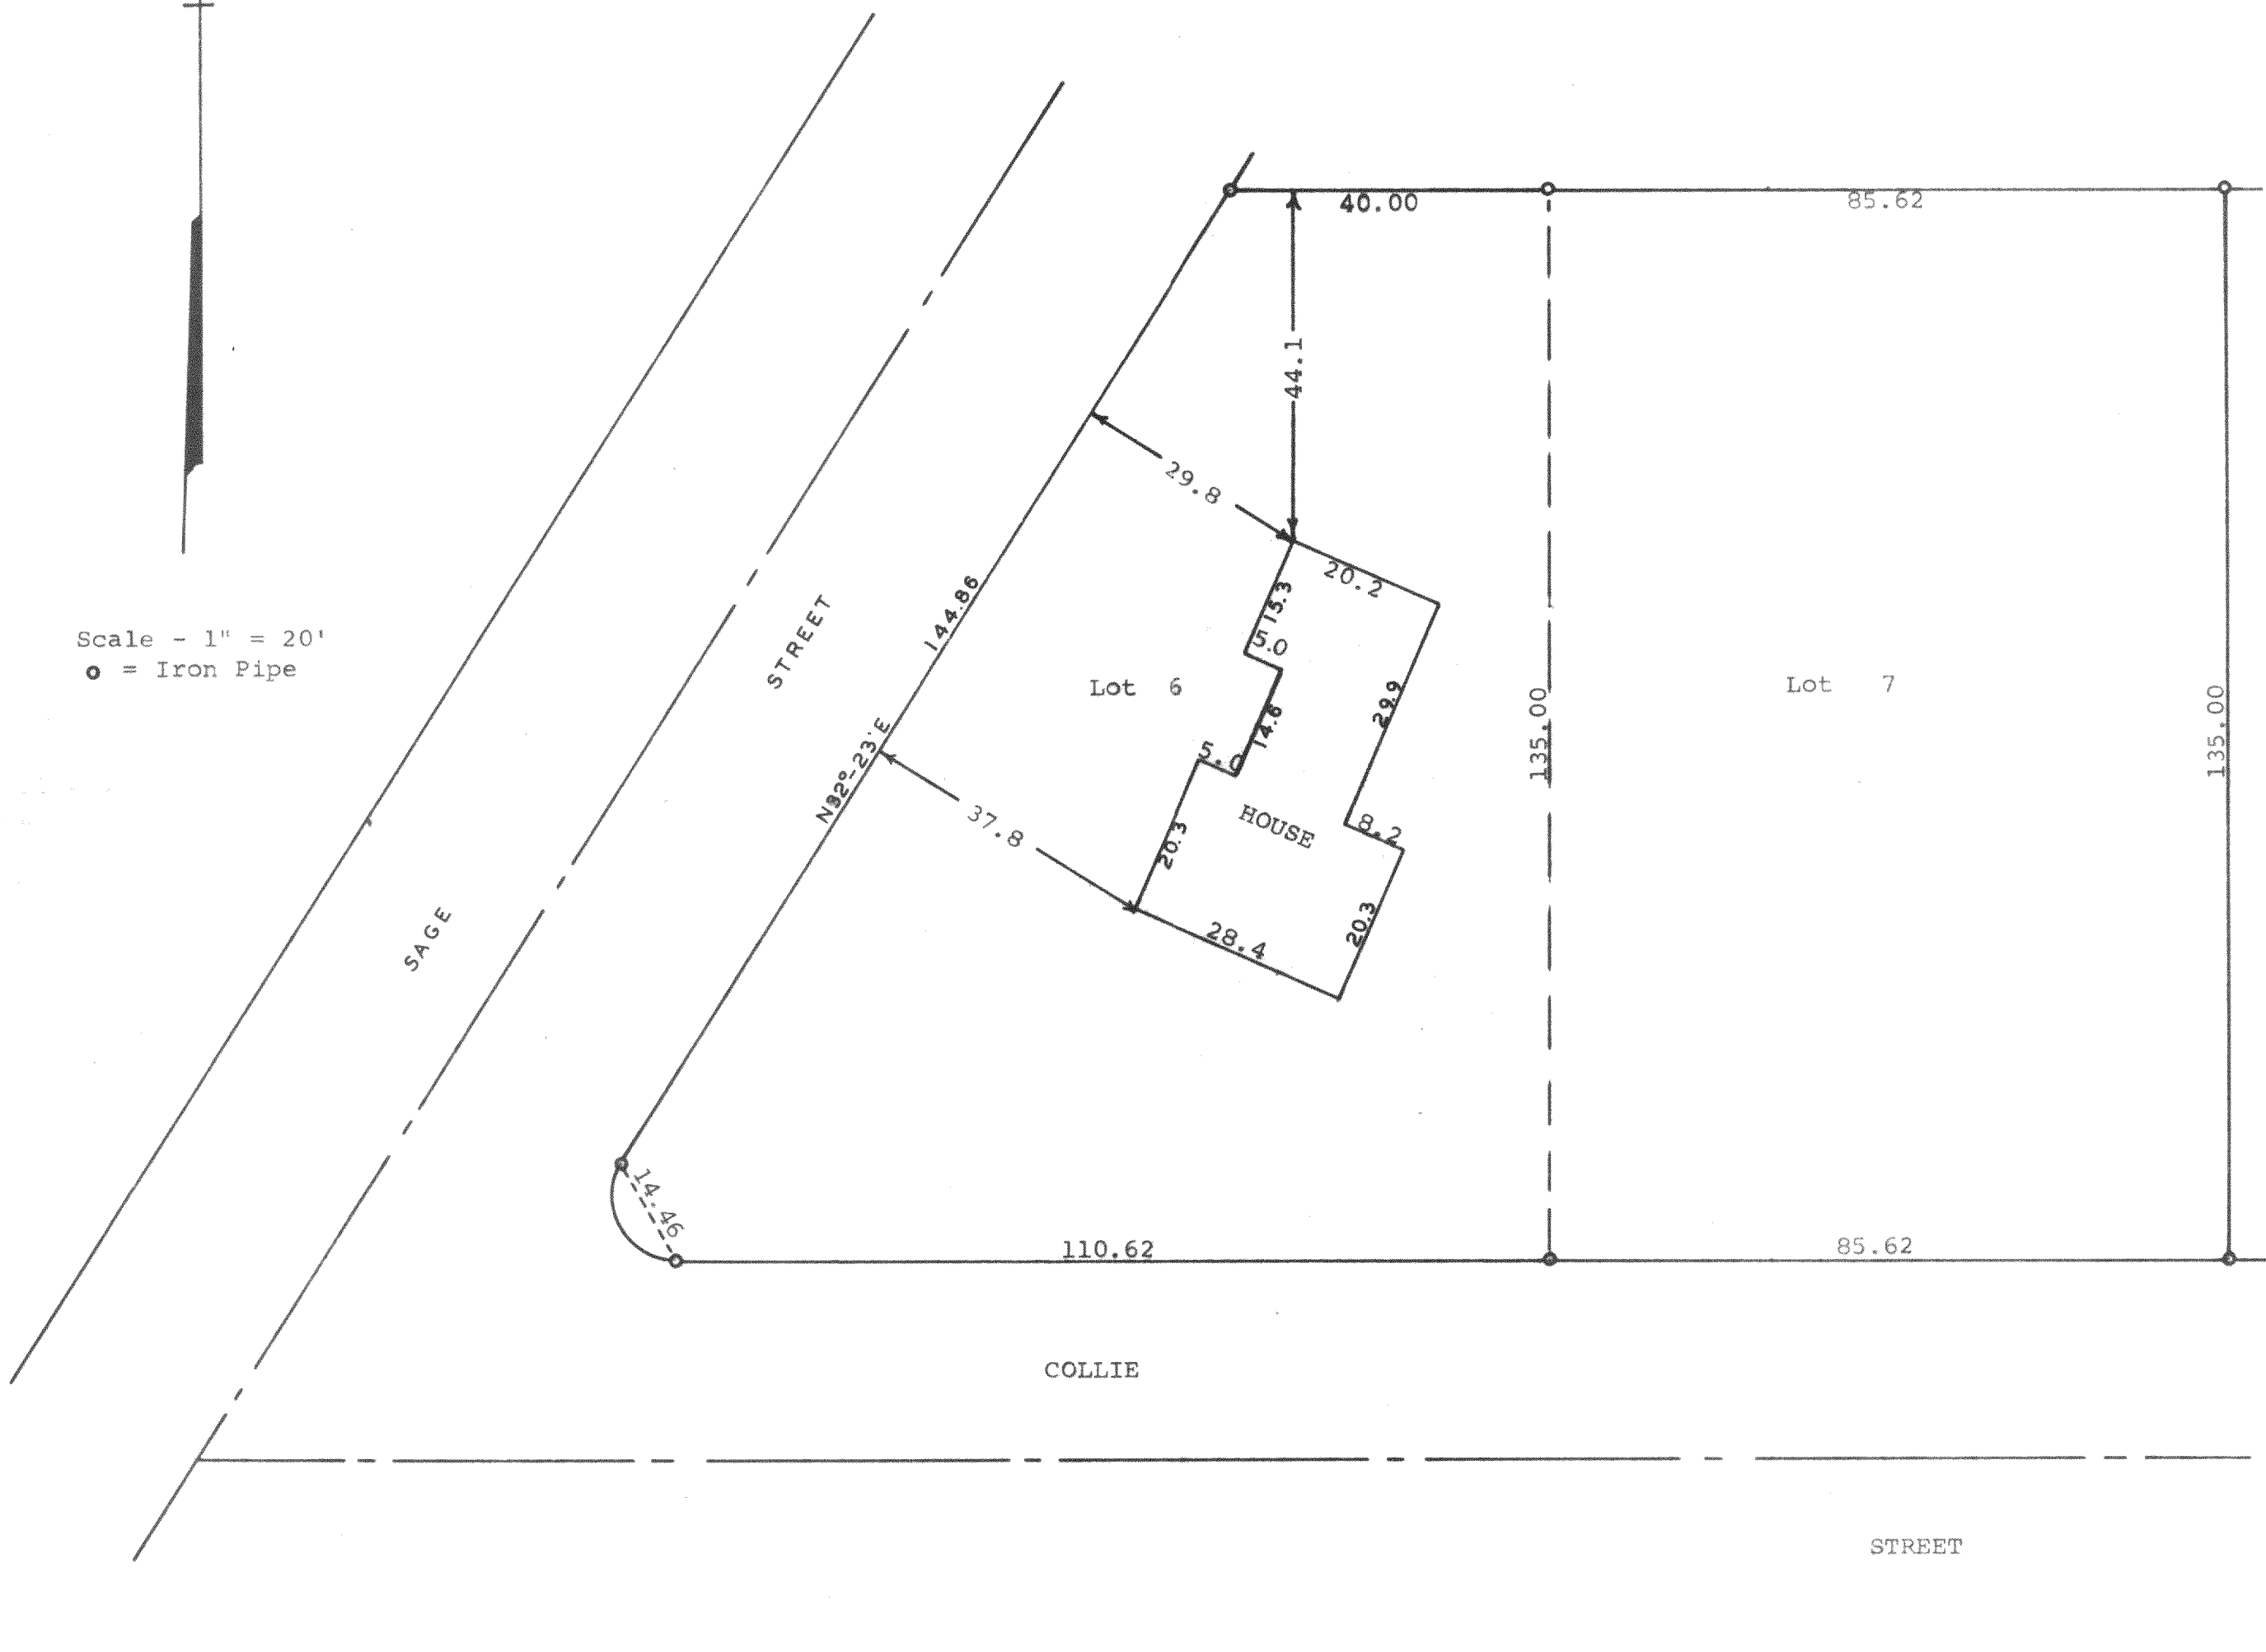 40.00
85.62
44.1
29.8
20.2
15.3
5.0
144.86
STREET
Scale - 1" = 20'
o = Iron Pipe
Lot 6
29.9
14.6
135.00
Lot 7
135.00
5.0
N32°-23'E
37.8
HOUSE
8.2
20.3
20.3
28.4
SAGE
14.46
110.62
85.62
COLLIE
STREET